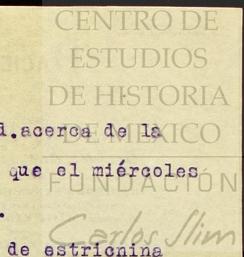 CENTRO DE
ESTUDIOS
DE HISTORIA
d.acerca de la
DE MÉXICO
que el miércoles
FUNDACIÓN
.
Carlos Slim
de estricnina